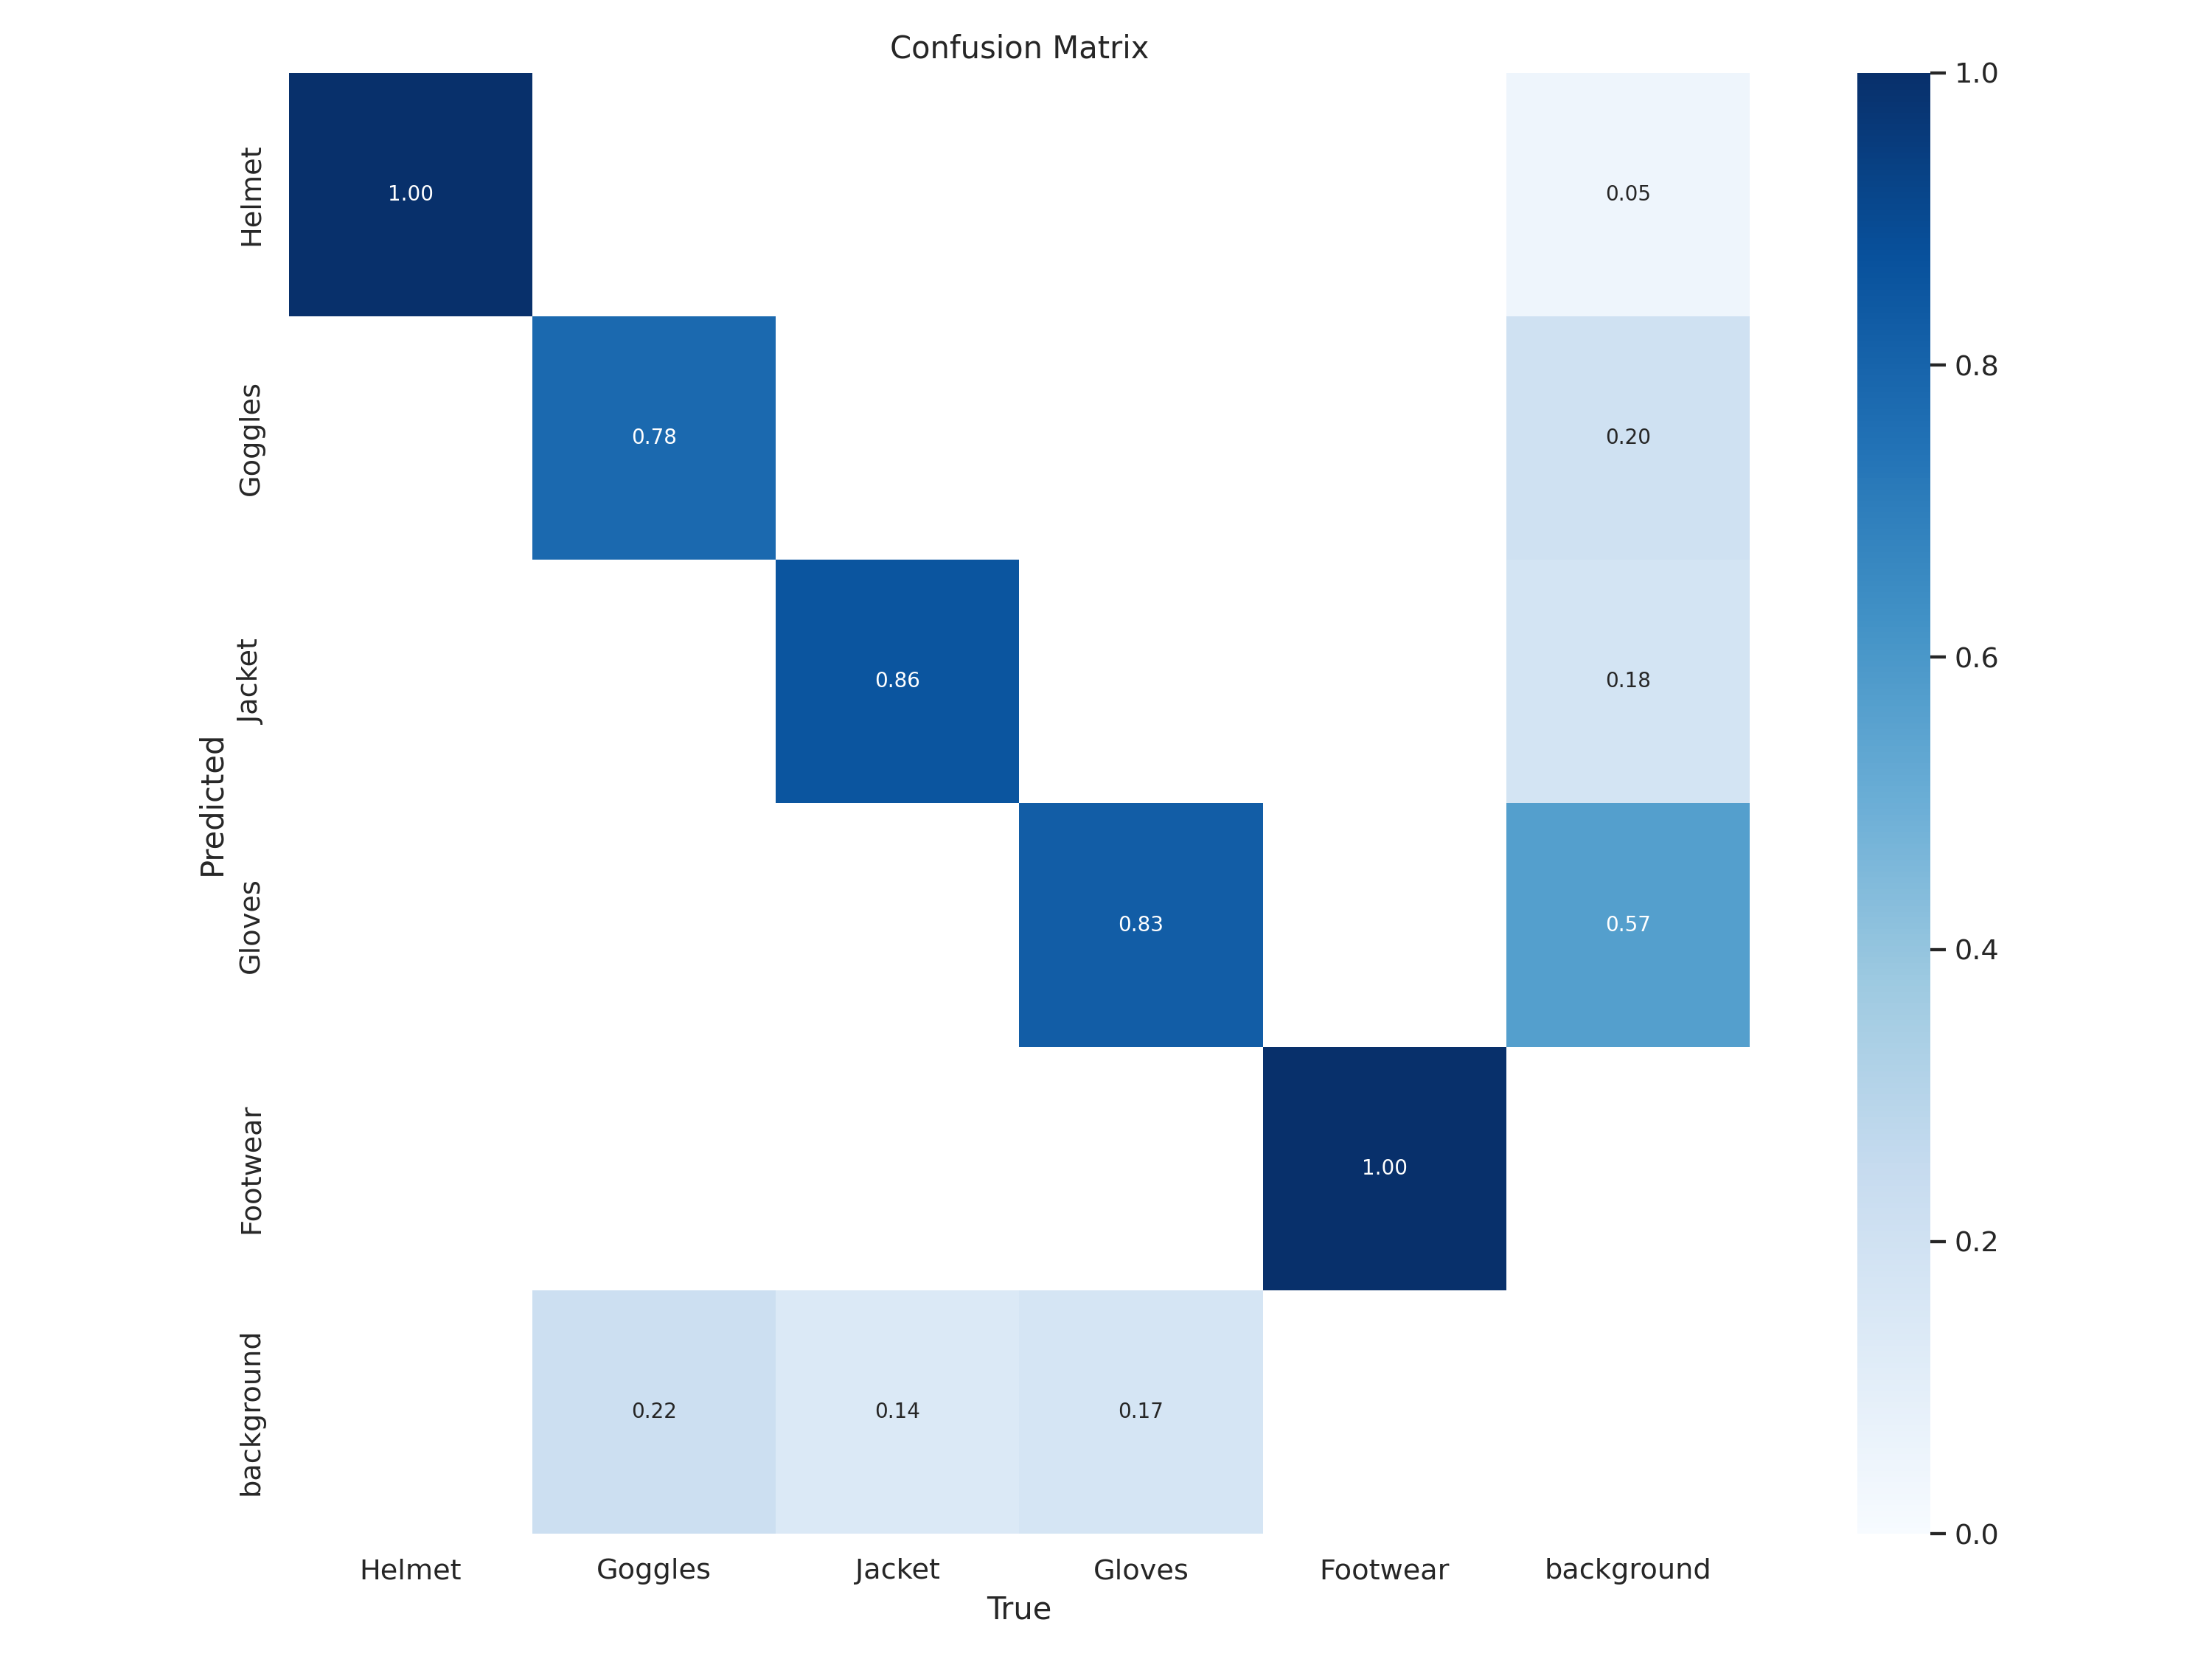 Confusion Matrix
Helmet
1.00
0.05
Goggles
0.78
0.20
Jacket
0.86
0.18
Gloves
0.83
0.57
Footwear
1.00
background
0.22
0.14
0.17
Predicted
Helmet
Goggles
Jacket
Gloves
Footwear
background
True
1.0
0.8
0.6
0.4
0.2
0.0